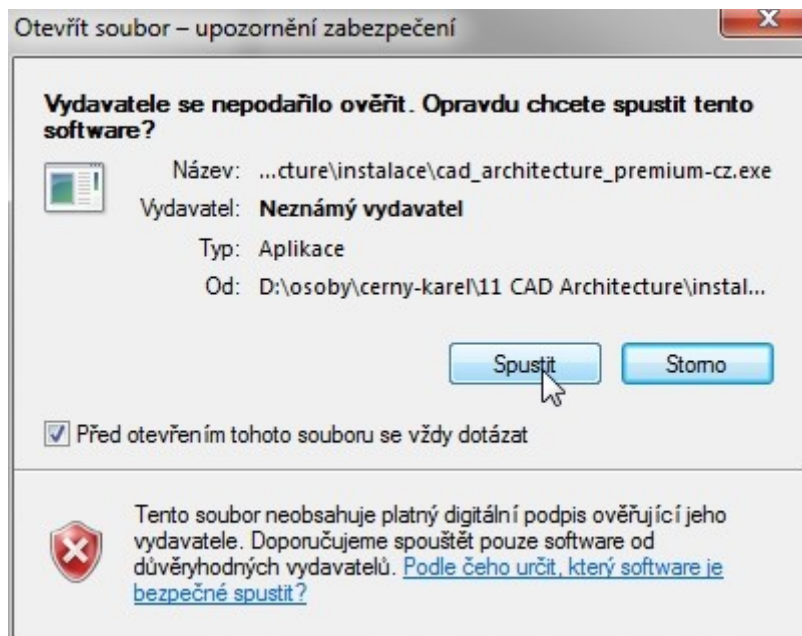 Otevřít soubor – upozornění zabezpečení
Vydavatele se nepodařilo ověřit. Opravdu chcete spustit tento
software?
Název: ...cture\instalace\cad_architecture_premium-cz.exe
Vydavatel: Neznámý vydavatel
Typ: Aplikace
Od: D:\osoby\cerny-karel\11 CAD Architecture\instal...
Spustit Storno
Před otevřením tohoto souboru se vždy dotázat
Tento soubor neobsahuje platný digitální podpis ověřující jeho
vydavatele. Doporučujeme spouštět pouze software od
důvěryhodných vydavatelů. Podle čeho určit, který software je
bezpečné spustit?